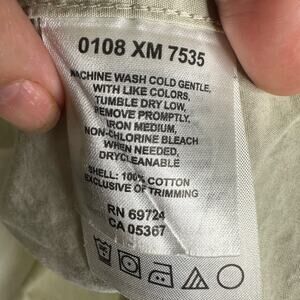 0108 XM 7535
MACHINE WASH COLD GENTLE,
WITH LIKE COLORS,
TUMBLE DRY LOW,
REMOVE PROMPTLY,
IRON MEDIUM,
NON-CHLORINE BLEACH
WHEN NEEDED,
DRYCLEANABLE
SHELL: 100% COTTON
EXCLUSIVE OF TRIMMING
RN 69724
CA 05367